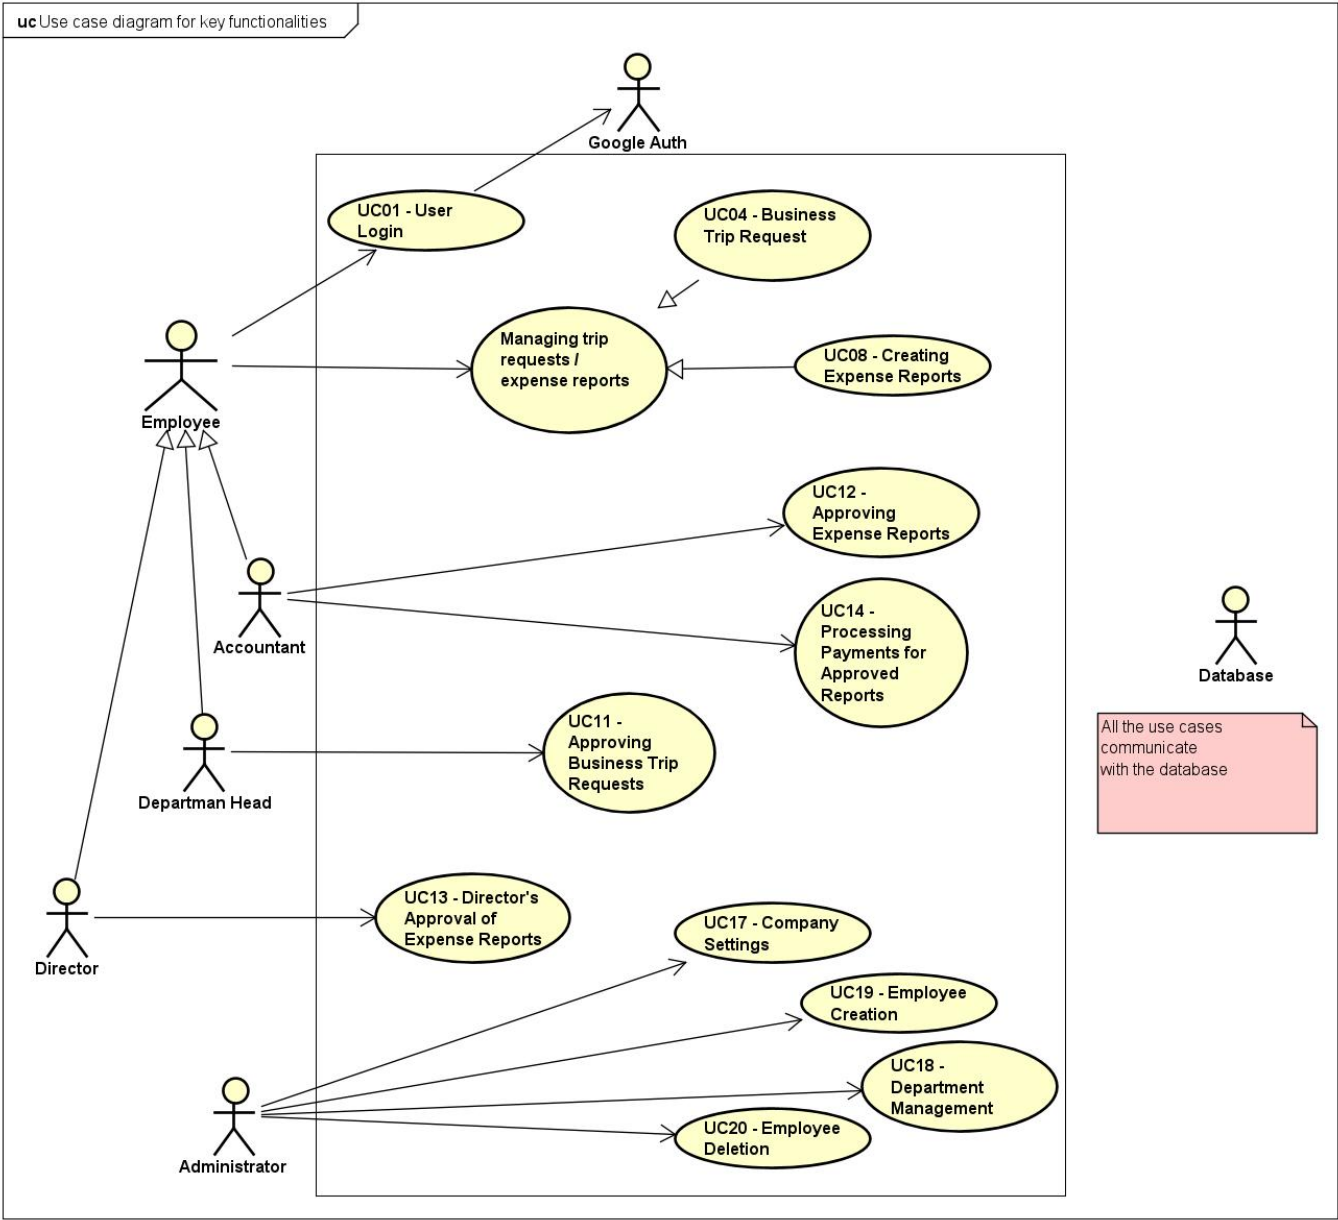 uc Use case diagram for key functionalities
Google Auth
UC01 - User
Login
UC04 - Business
Trip Request
Managing trip
requests /
expense reports
UC08 - Creating
Expense Reports
Employee
UC12 -
Approving
Expense Reports
Accountant
UC14 -
Processing
Payments for
Approved
Reports
Database
All the use cases
communicate
with the database
UC11 -
Approving
Business Trip
Requests
Departman Head
UC13 - Director's
Approval of
Expense Reports
Director
UC17 - Company
Settings
UC19 - Employee
Creation
UC18 -
Department
Management
UC20 - Employee
Deletion
Administrator